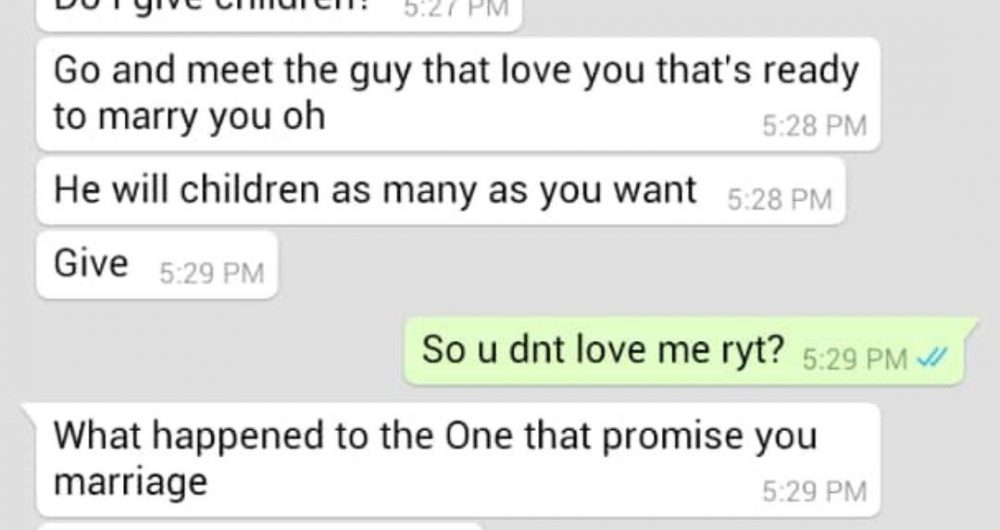 Do I give children? 5:27 PM
Go and meet the guy that love you that's ready
to marry you oh 5:28 PM
He will children as many as you want 5:28 PM
Give 5:29 PM
So u dnt love me ryt? 5:29 PM
What happened to the One that promise you
marriage 5:29 PM